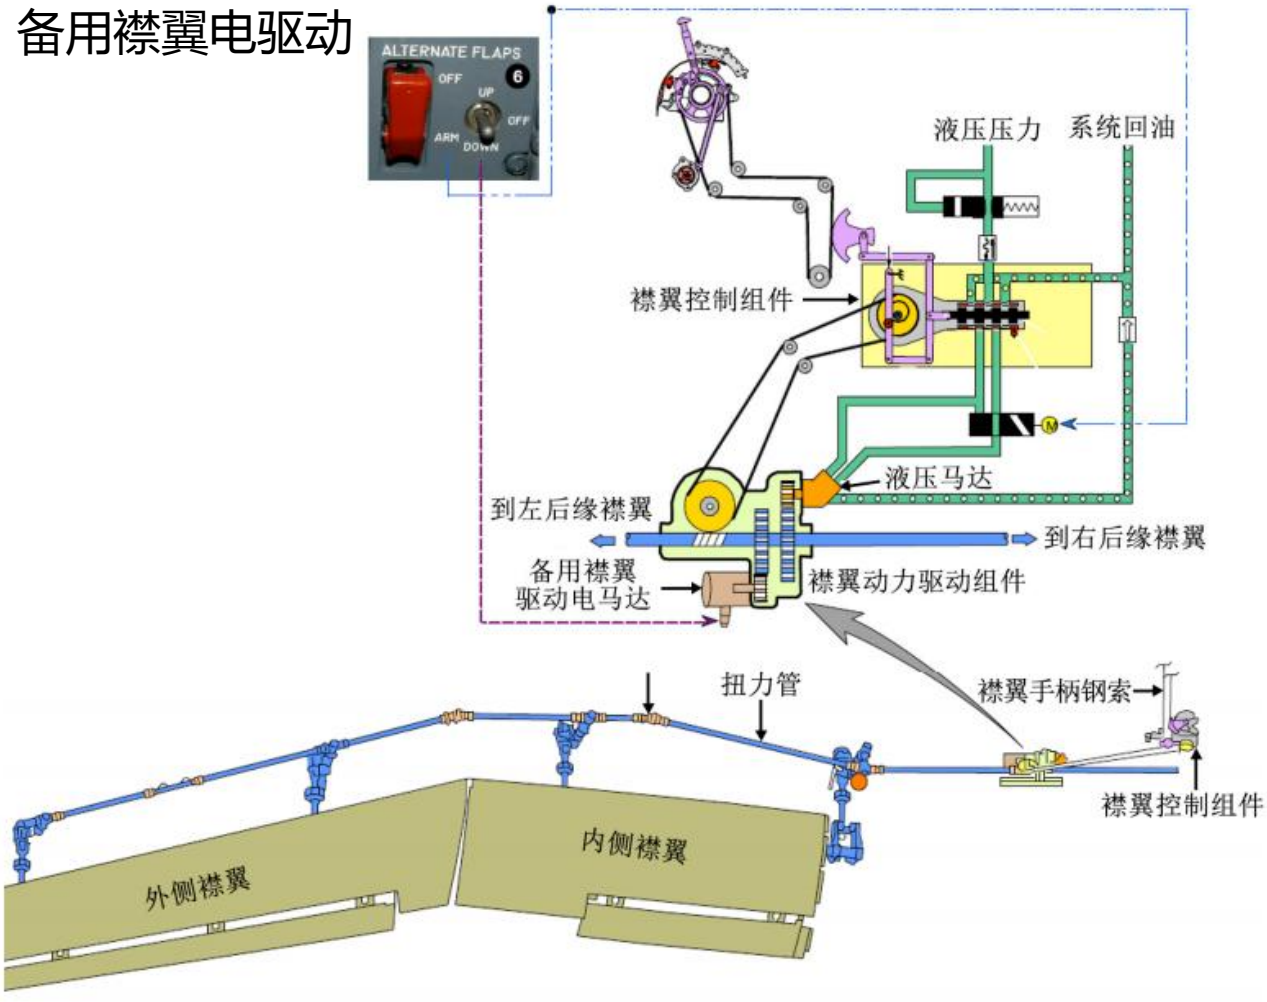 备用襟翼电驱动
ALTERNATE FLAPS
OFF
6
UP
OFF
ARM
DOWN
液压压力
系统回油
襟翼控制组件
M
液压马达
到左后缘襟翼
到右后缘襟翼
备用襟翼
驱动电马达
襟翼动力驱动组件
扭力管
襟翼手柄钢索
襟翼控制组件
内侧襟翼
外侧襟翼